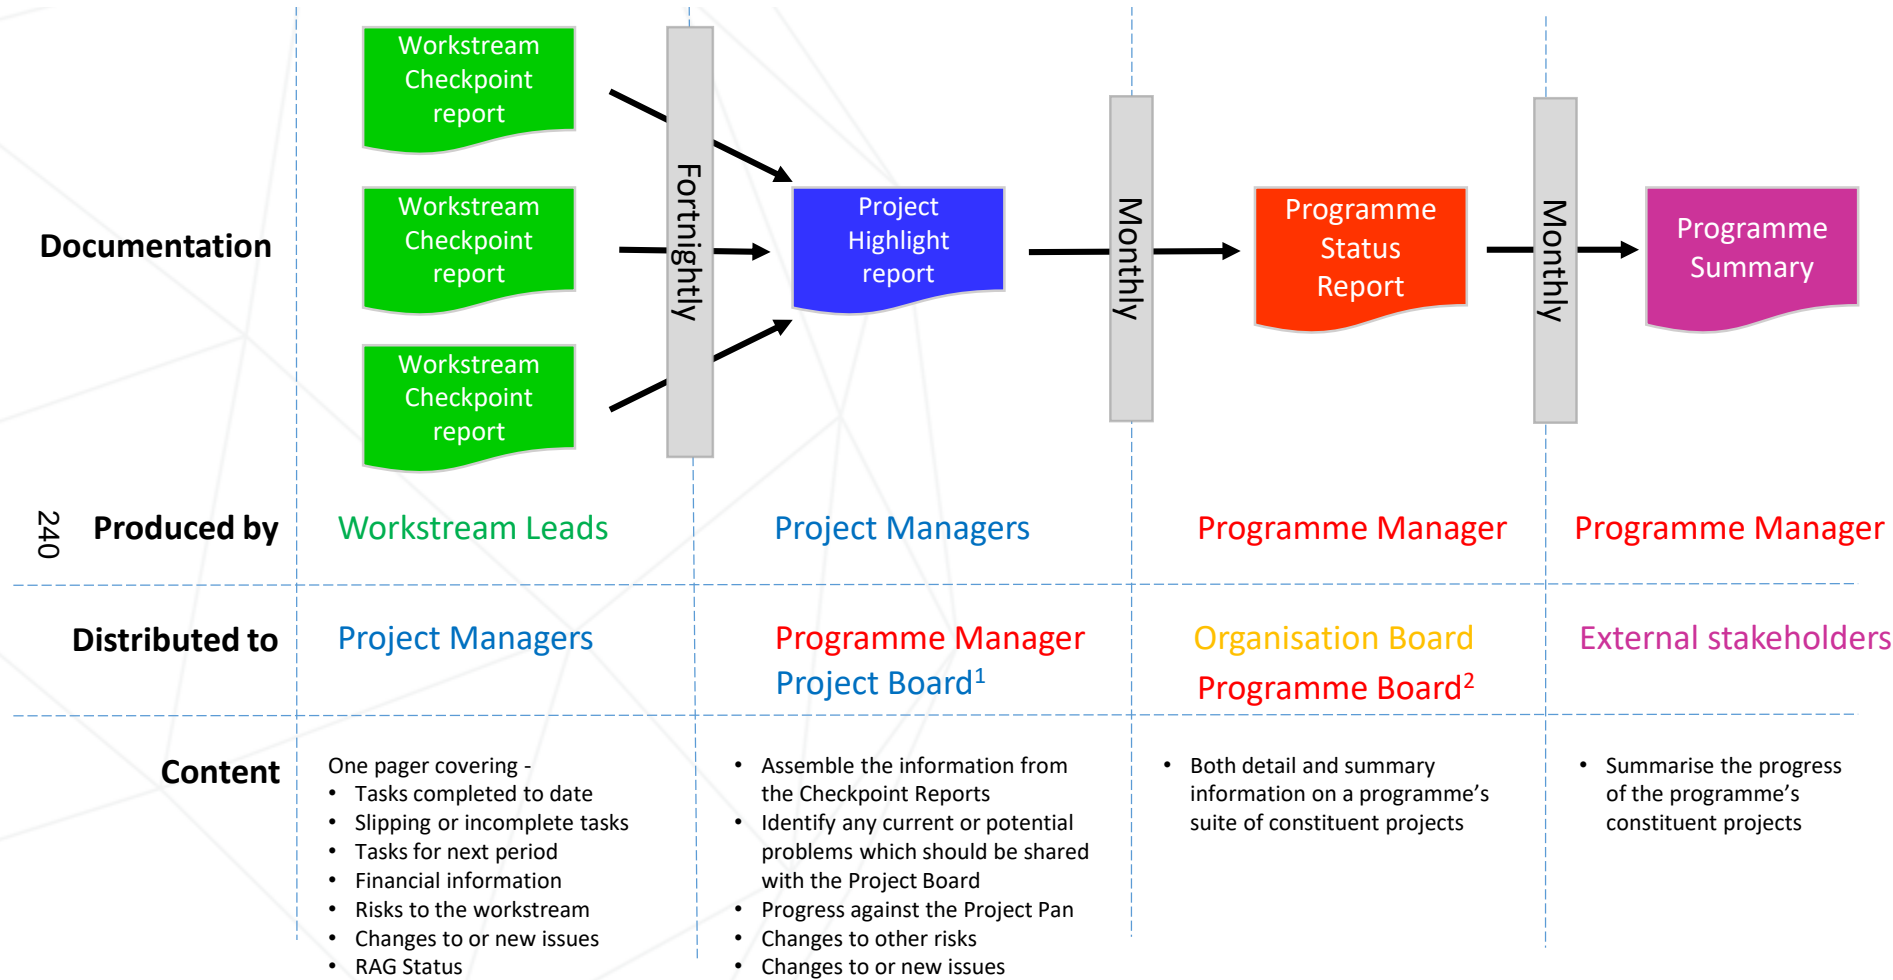 Documentation
Workstream
Checkpoint
report
Workstream
Checkpoint
report
Workstream
Checkpoint
report
Fortnightly
Project
Highlight
report
Monthly
Programme
Status
Report
Monthly
Programme
Summary
240
Produced by
Workstream Leads
Project Managers
Programme Manager
Programme Manager
Distributed to
Project Managers
Programme Manager
Project Board¹
Organisation Board
Programme Board²
External stakeholders
Content
One pager covering -
• Tasks completed to date
• Slipping or incomplete tasks
• Tasks for next period
• Financial information
• Risks to the workstream
• Changes to or new issues
• RAG Status
• Assemble the information from
the Checkpoint Reports
• Identify any current or potential
problems which should be shared
with the Project Board
• Progress against the Project Pan
• Changes to other risks
• Changes to or new issues
• Both detail and summary
information on a programme’s
suite of constituent projects
• Summarise the progress
of the programme’s
constituent projects